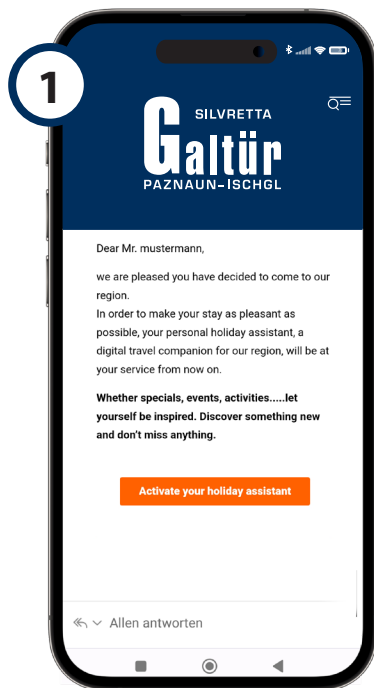 1
SILVRETTA
Galtür
PAZNAUN-ISCHGL
Dear Mr. mustermann,
we are pleased you have decided to come to our
region.
In order to make your stay as pleasant as
possible, your personal holiday assistant, a
digital travel companion for our region, will be at
your service from now on.
Whether specials, events, activities.....let
yourself be inspired. Discover something new
and don't miss anything.
Activate your holiday assistant
Allen antworten